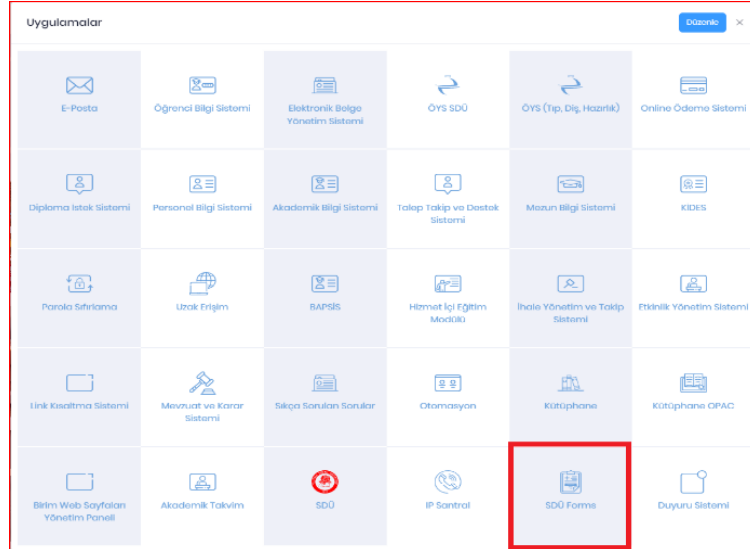 Uygulamalar
Düzenle
E-Posta
Öğrenci Bilgi Sistemi
Elektronik Belge
Yönetim Sistemi
ÖYS SDÜ
ÖYS (Tıp, Diş, Hazırlık)
Online Ödeme Sistemi
Diploma İstek Sistemi
Personel Bilgi Sistemi
Akademik Bilgi Sistemi
Talep Takip ve Destek
Sistemi
Mezun Bilgi Sistemi
KİDES
Parola Sıfırlama
Uzak Erişim
BAPSİS
Hizmet İçi Eğitim
Modülü
İhale Yönetim ve Takip
Sistemi
Etkinlik Yönetim Sistemi
Link Kısaltma Sistemi
Mevzuat ve Karar
Sistemi
Sıkça Sorulan Sorular
Otomasyon
Kütüphane
Kütüphane OPAC
Birim Web Sayfaları
Yönetim Paneli
Akademik Takvim
SDÜ
IP Santral
SDÜ Forms
Duyuru Sistemi